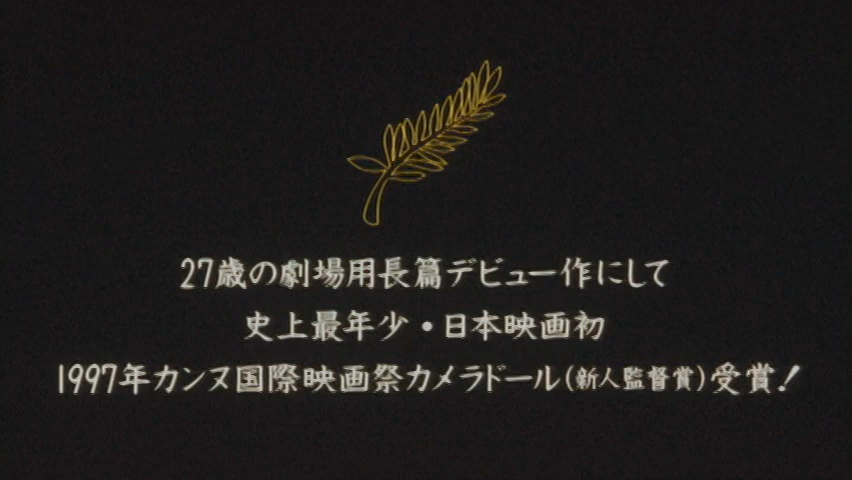 27歳の劇場用長篇デビュー作にして
史上最年少・日本映画初
1997年カンヌ国際映画祭カメラドール(新人監督賞)受賞!